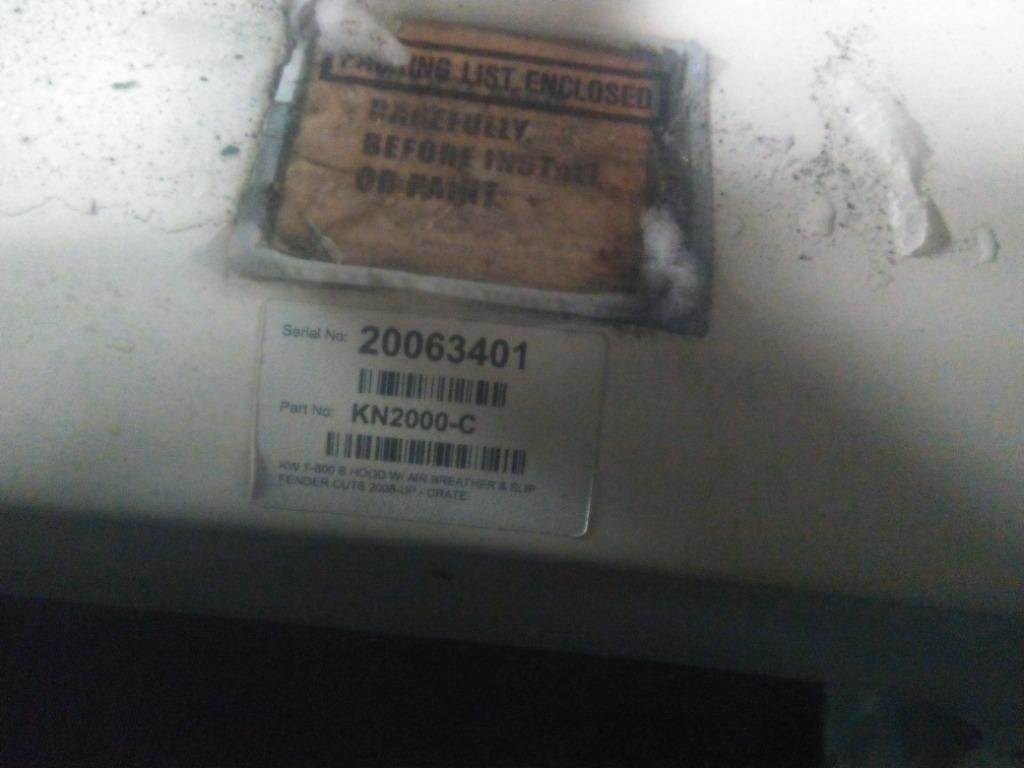 PACKING LIST ENCLOSED
CAREFULLY.
BEFORE INSTALL
OR PAINT.
Serial No: 20063401
Part No: KN2000-C
KW T-800 B HOOD W/ AIR BREATHER & SLIP
FENDER CUTS 2008-UP - CRATE